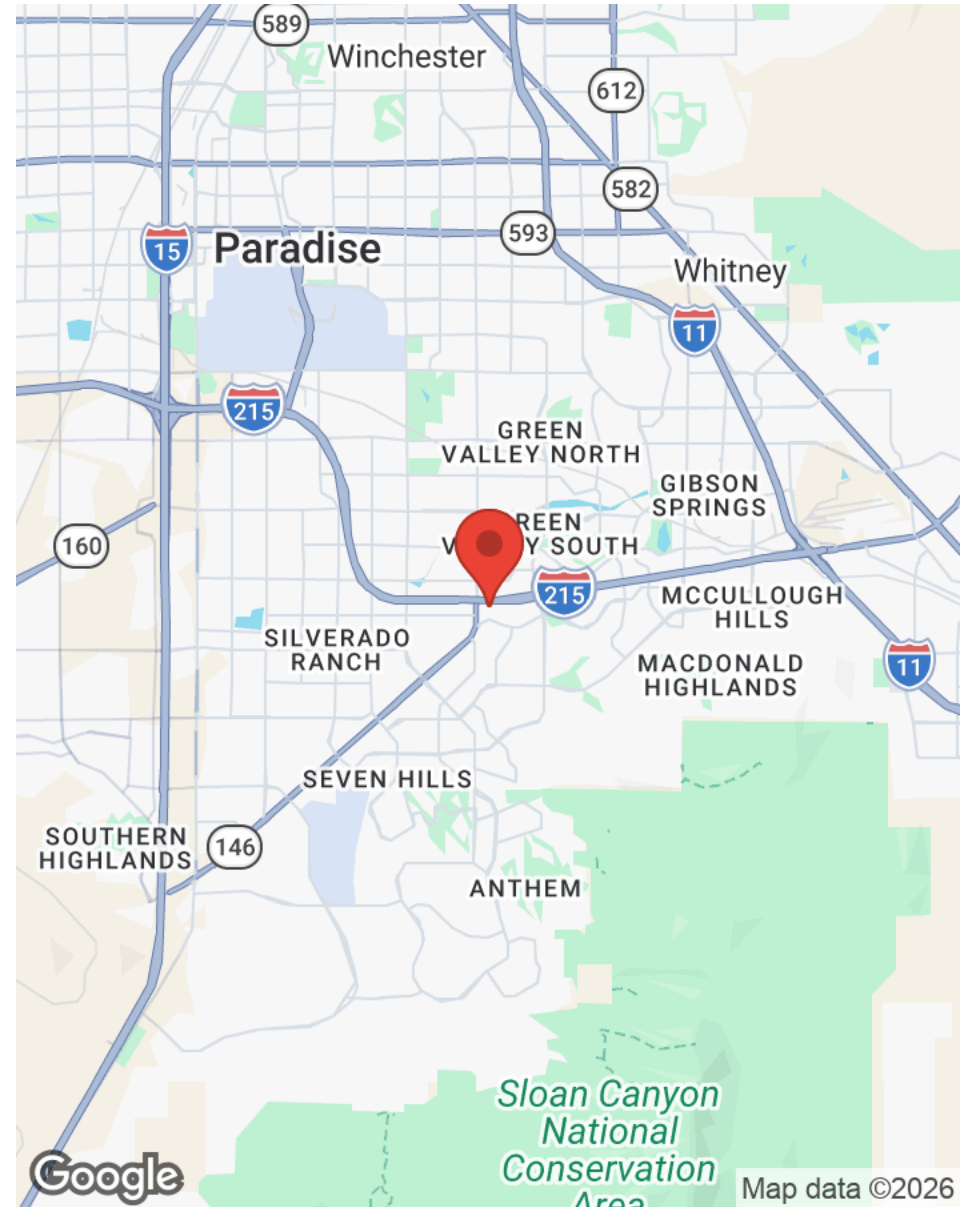 589
Winchester
612
582
593
15
Paradise
Whitney
11
215
GREEN
VALLEY NORTH
GIBSON
SPRINGS
160
SOUTH
215
MCCULLOUGH
HILLS
SILVERADO
RANCH
MACDONALD
HIGHLANDS
11
SEVEN HILLS
SOUTHERN
HIGHLANDS
146
ANTHEM
Sloan Canyon
National
Conservation
Area
Google
Map data ©2026